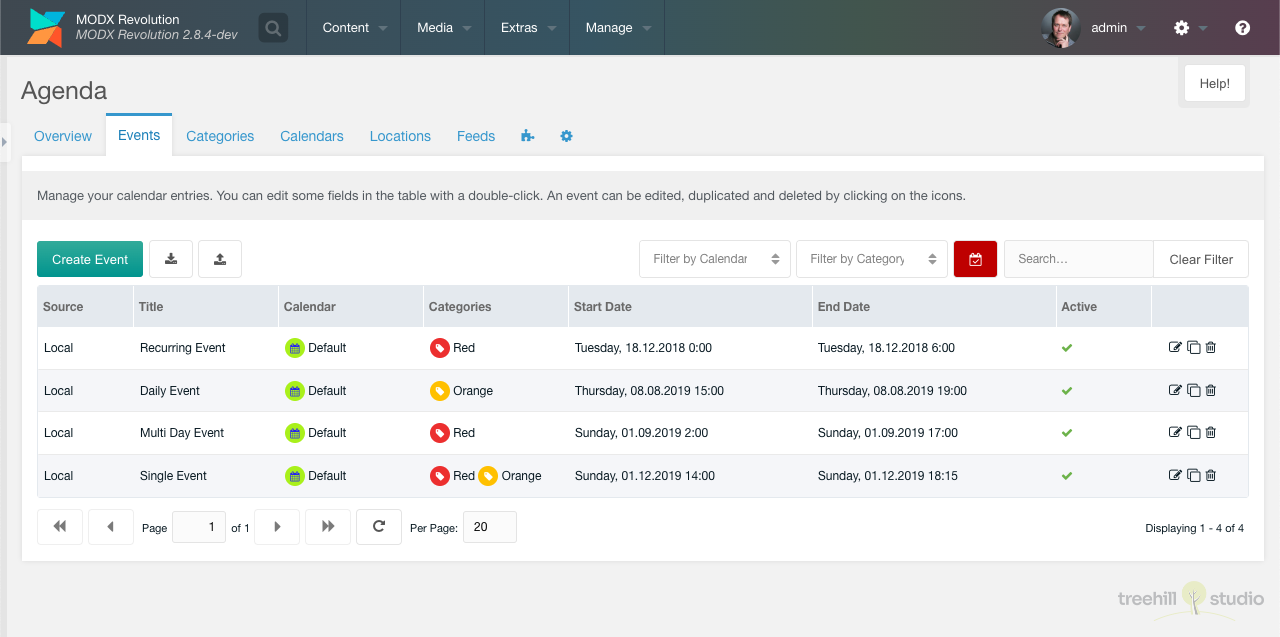 MODX Revolution
MODX Revolution 2.8.4-dev
Content Media Extras Manage admin
Help!
Agenda
Overview Events Categories Calendars Locations Feeds
Manage your calendar entries. You can edit some fields in the table with a double-click. An event can be edited, duplicated and deleted by clicking on the icons.
Create Event Filter by Calendar Filter by Category Search... Clear Filter
Source Title Calendar Categories Start Date End Date Active
Local Recurring Event Default Red Tuesday, 18.12.2018 0:00 Tuesday, 18.12.2018 6:00
Local Daily Event Default Orange Thursday, 08.08.2019 15:00 Thursday, 08.08.2019 19:00
Local Multi Day Event Default Red Sunday, 01.09.2019 2:00 Sunday, 01.09.2019 17:00
Local Single Event Default Red Orange Sunday, 01.12.2019 14:00 Sunday, 01.12.2019 18:15
Page 1 of 1 Per Page: 20 Displaying 1 - 4 of 4
treehill studio